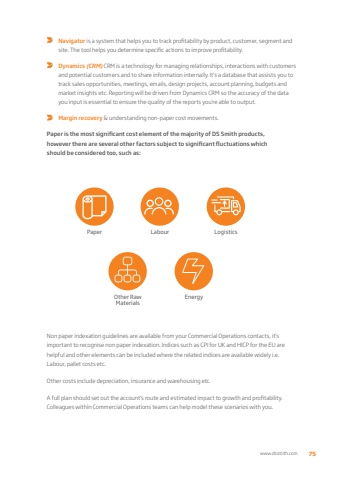 Navigator is a system that helps you to track profitability by product, customer, segment and
site. The tool helps you determine specific actions to improve profitability.
Dynamics (CRM) CRM is a technology for managing relationships, interactions with customers
and potential customers and to share information internally. It's a database that assists you to
track sales opportunities, meetings, emails, design projects, account planning, budgets and
market insights etc. Reporting will be driven from Dynamics CRM so the accuracy of the data
you input is essential to ensure the quality of the reports you're able to output.
Margin recovery & understanding non-paper cost movements.
Paper is the most significant cost element of the majority of DS Smith products,
however there are several other factors subject to significant fluctuations which
should be considered too, such as:
Paper
Labour
Logistics
Other Raw
Materials
Energy
Non paper indexation guidelines are available from your Commercial Operations contacts, it's
important to recognise non paper indexation. Indices such as CPI for UK and HICP for the EU are
helpful and other elements can be included where the related indices are available widely i.e.
Labour, pallet costs etc.
Other costs include depreciation, insurance and warehousing etc.
A full plan should set out the account's route and estimated impact to growth and profitability.
Colleagues within Commercial Operations teams can help model these scenarios with you.
www.dssmith.com
75